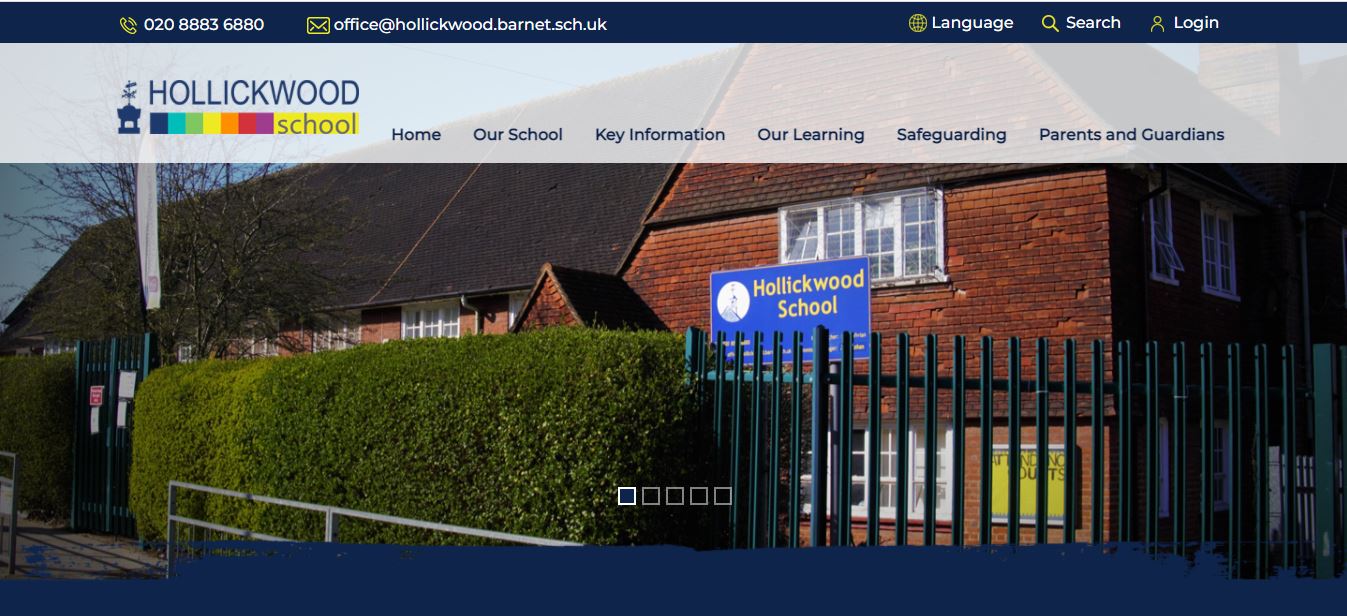 020 8883 6880
office@hollickwood.barnet.sch.uk
Language
Search
Login
HOLLICKWOOD
school
Home
Our School
Key Information
Our Learning
Safeguarding
Parents and Guardians
Hollickwood
School